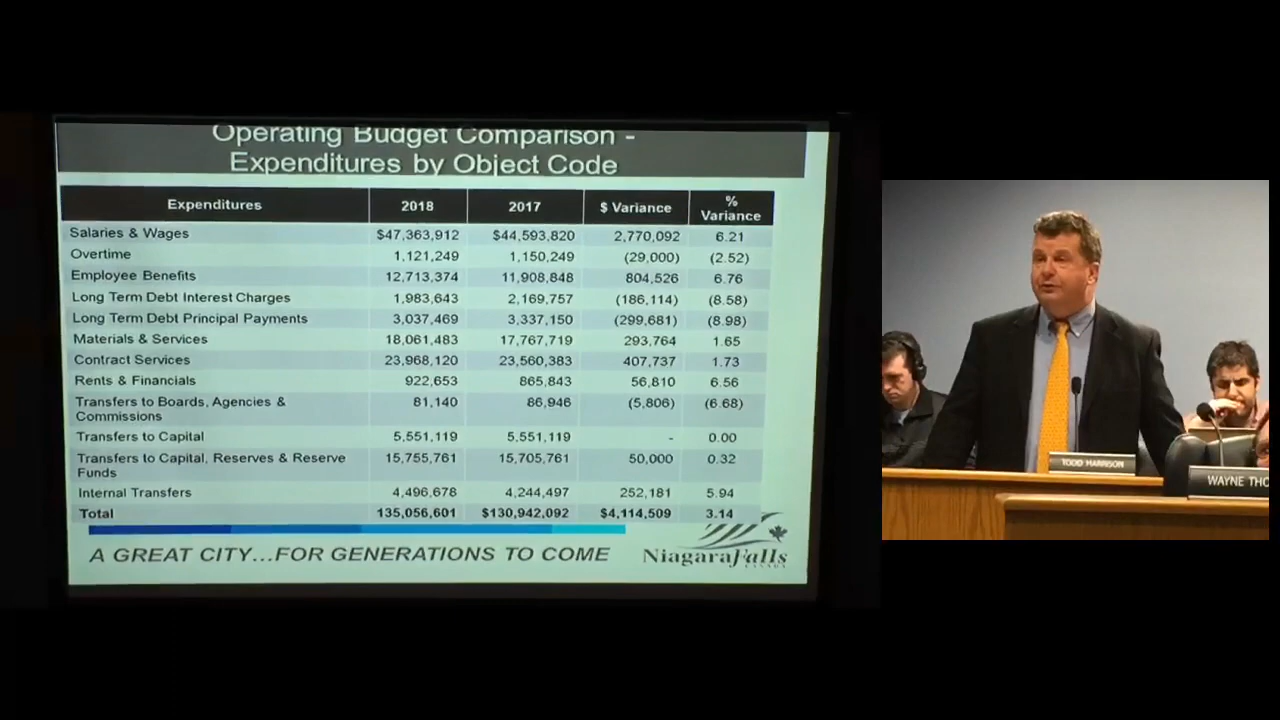 Operating Budget Comparison -
Expenditures by Object Code
Expenditures 2018 2017 $ Variance % Variance
Salaries & Wages $47,363,912 $44,593,820 2,770,092 6.21
Overtime 1,121,249 1,150,249 (29,000) (2.52)
Employee Benefits 12,713,374 11,908,848 804,526 6.76
Long Term Debt Interest Charges 1,983,643 2,169,757 (186,114) (8.58)
Long Term Debt Principal Payments 3,037,469 3,337,150 (299,681) (8.98)
Materials & Services 18,061,483 17,767,719 293,764 1.65
Contract Services 23,968,120 23,560,383 407,737 1.73
Rents & Financials 922,653 865,843 56,810 6.56
Transfers to Boards, Agencies & Commissions 81,140 86,946 (5,806) (6.68)
Transfers to Capital 5,551,119 5,551,119 - 0.00
Transfers to Capital, Reserves & Reserve Funds 15,755,761 15,705,761 50,000 0.32
Internal Transfers 4,496,678 4,244,497 252,181 5.94
Total 135,056,601 $130,942,092 $4,114,509 3.14
A GREAT CITY...FOR GENERATIONS TO COME
NiagaraFalls
CANADA
TODD HARRISON
WAYNE THO